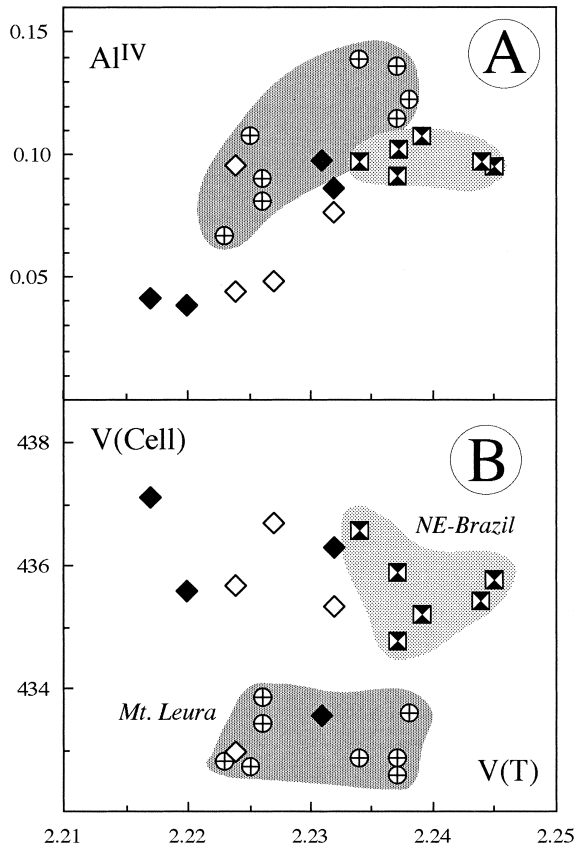 0.15
Al^IV
A
0.10
0.05
438
V(Cell)
B
NE-Brazil
436
434
Mt. Leura
V(T)
2.21 2.22 2.23 2.24 2.25